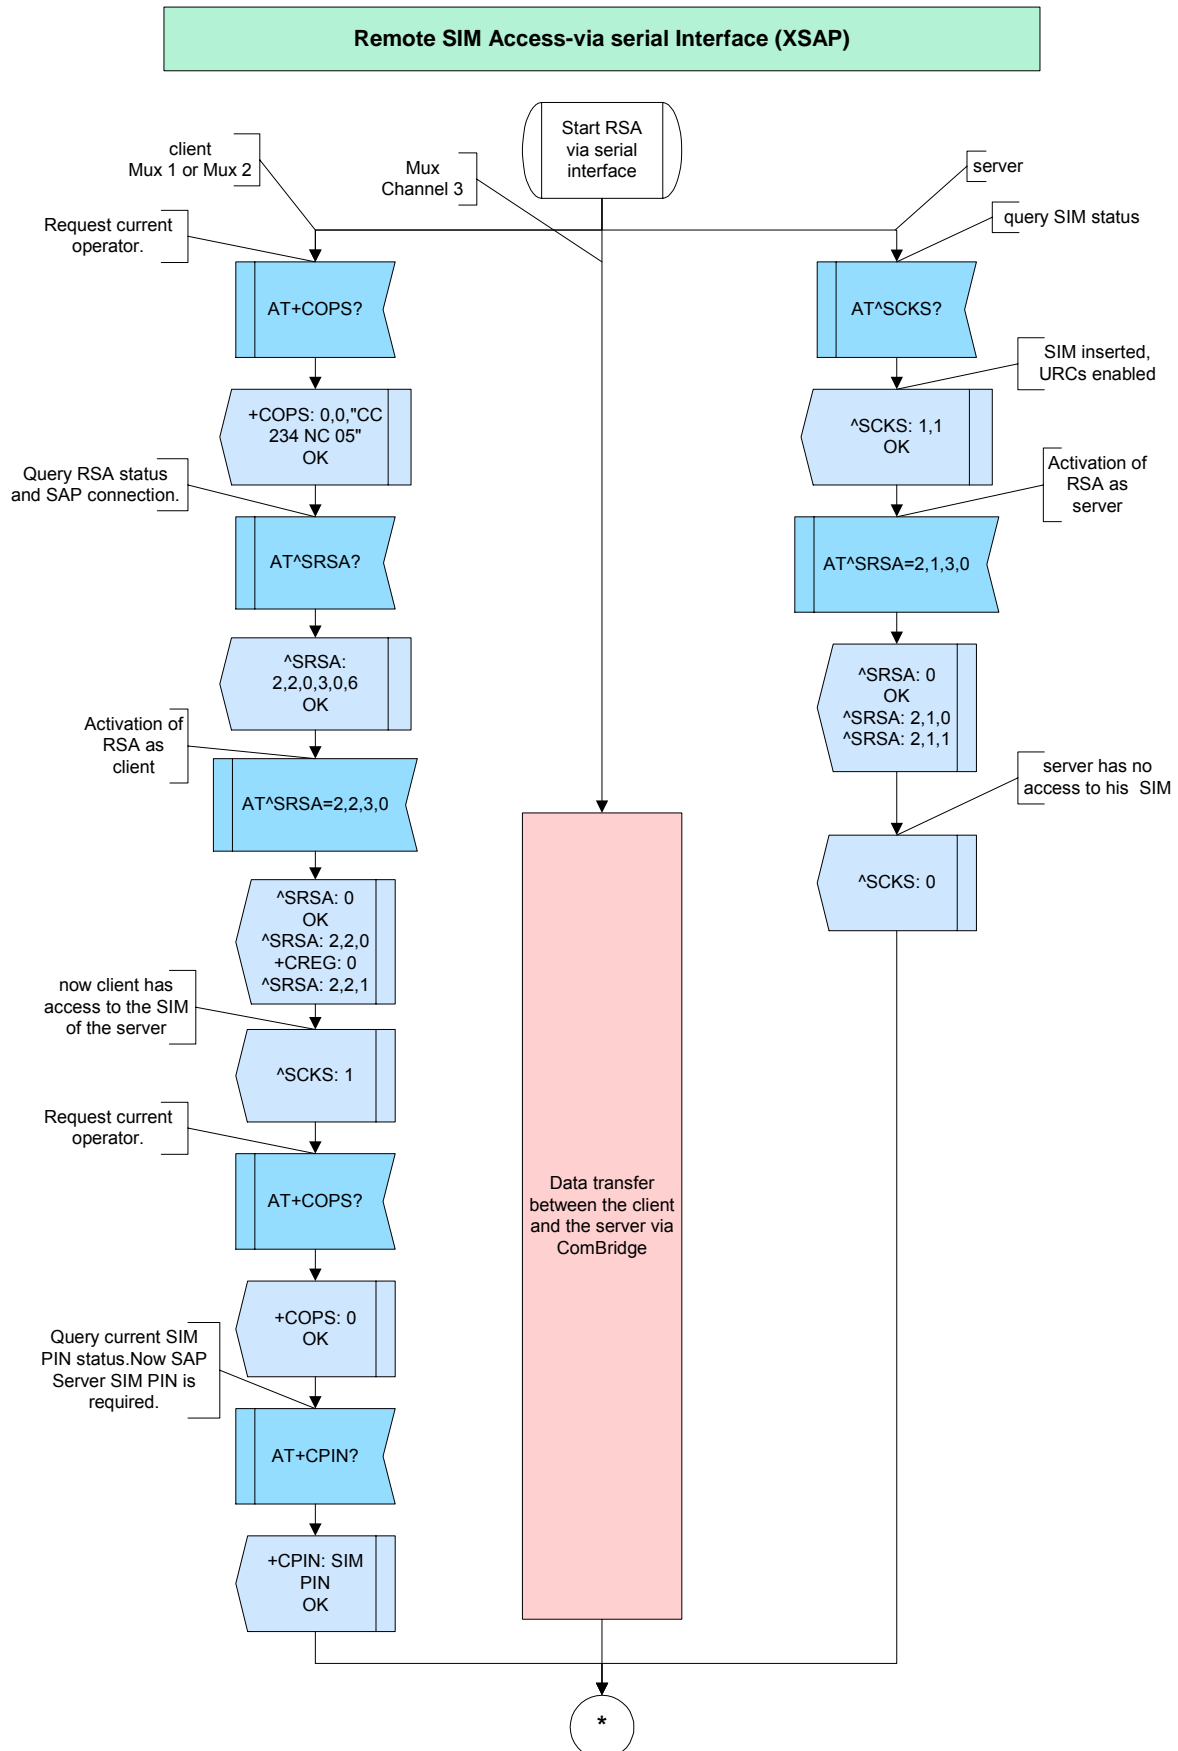 Remote SIM Access-via serial Interface (XSAP)
Start RSA
via serial
interface
client
Mux 1 or Mux 2
Mux
Channel 3
server
Request current
operator.
query SIM status
AT+COPS?
AT^SCKS?
SIM inserted,
URCs enabled
+COPS: 0,0,"CC
234 NC 05"
OK
^SCKS: 1,1
OK
Query RSA status
and SAP connection.
Activation of
RSA as
server
AT^SRSA?
AT^SRSA=2,1,3,0
^SRSA:
2,2,0,3,0,6
OK
^SRSA: 0
OK
^SRSA: 2,1,0
^SRSA: 2,1,1
Activation of
RSA as
client
server has no
access to his  SIM
AT^SRSA=2,2,3,0
^SCKS: 0
^SRSA: 0
OK
^SRSA: 2,2,0
+CREG: 0
^SRSA: 2,2,1
now client has
access to the SIM
of the server
^SCKS: 1
Request current
operator.
AT+COPS?
Data transfer
between the client
and the server via
ComBridge
+COPS: 0
OK
Query current SIM
PIN status.Now SAP
Server SIM PIN is
required.
AT+CPIN?
+CPIN: SIM
PIN
OK
*